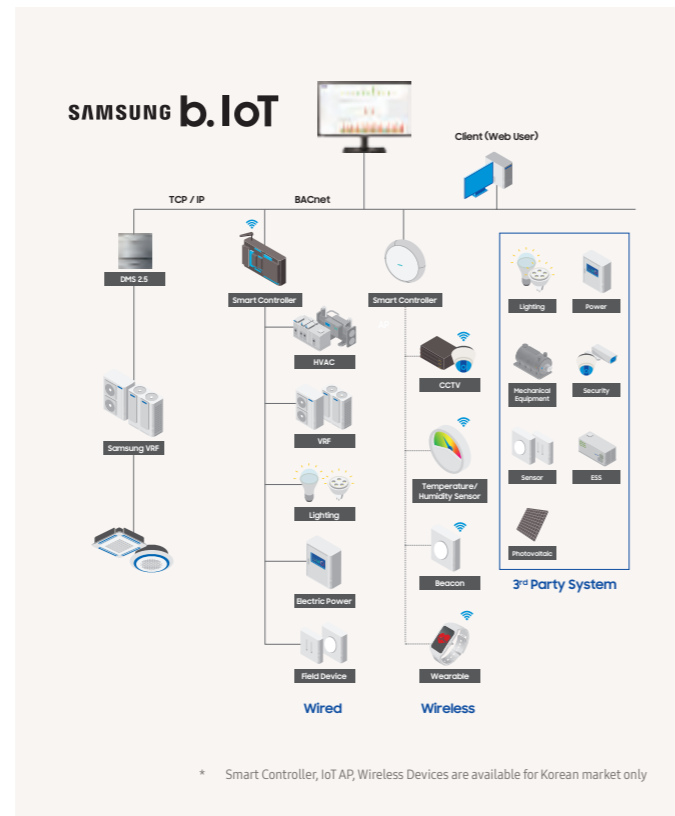 SAMSUNG b.IoT
Client (Web User)
TCP / IP
BACnet
DMS 2.5
Smart Controller
Smart Controller
Lighting
Power
HVAC
CCTV
Mechanical
Equipment
Security
Samsung VRF
VRF
Temperature/
Humidity Sensor
Sensor
ESS
Lighting
Photovoltaic
Beacon
3rd Party System
Electric Power
Field Device
Wearable
Wired
Wireless
* Smart Controller, IoT AP, Wireless Devices are available for Korean market only